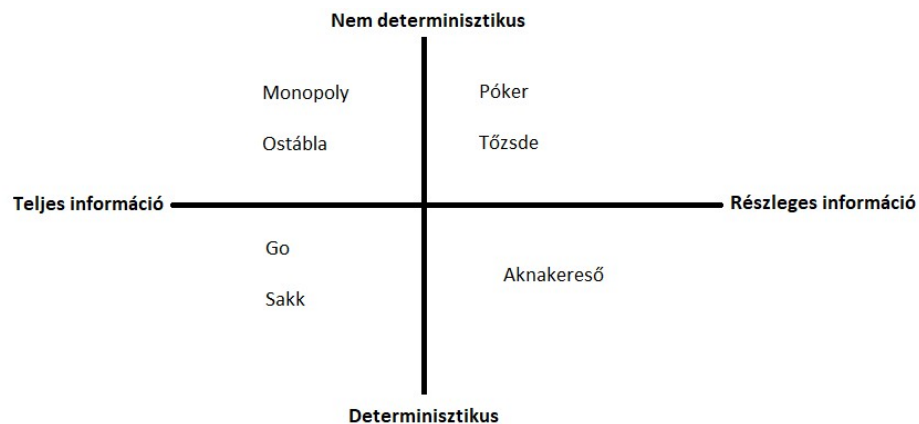 Nem determinisztikus
Monopoly
Póker
Ostábla
Tőzsde
Teljes információ
Részleges információ
Go
Aknakereső
Sakk
Determinisztikus